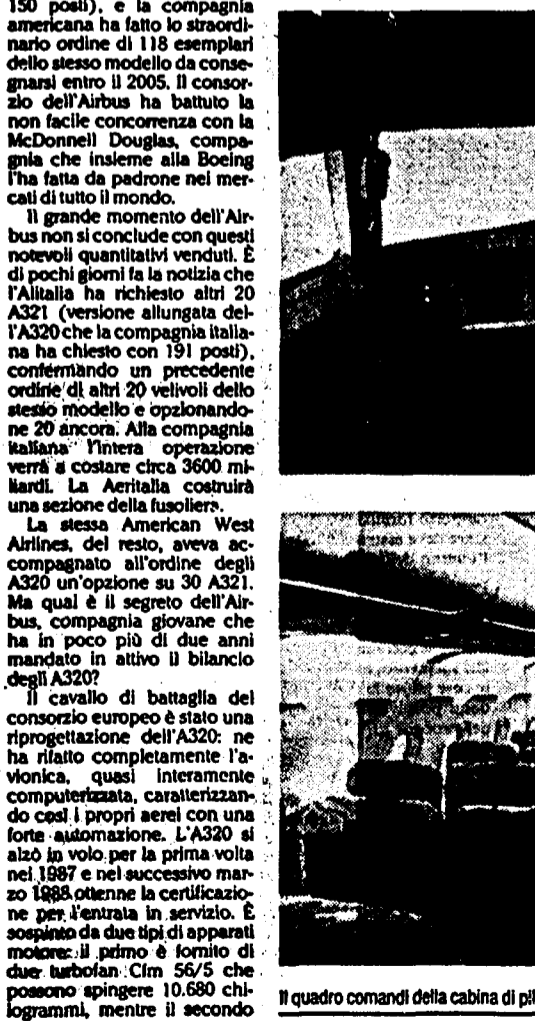 150 posti), e la compagnia
americana ha fatto lo straordi-
nario ordine di 118 esemplari
dello stesso modello da conse-
gnarsi entro il 2005. Il consor-
zio dell'Airbus ha battuto la
non facile concorrenza con la
McDonnell Douglas, compa-
gnia che insieme alla Boeing
l'ha fatta da padrone nei mer-
cati di tutto il mondo.
Il grande momento dell'Air-
bus non si conclude con questi
notevoli quantitativi venduti. È
di pochi giorni fa la notizia che
l'Alitalia ha richiesto altri 20
A321 (versione allungata del-
l'A320 che la compagnia italia-
na ha chiesto con 191 posti),
confermando un precedente
ordine di altri 20 velivoli dello
stesso modello e opzionando-
ne 20 ancora. Alla compagnia
italiana l'intera operazione
verrà a costare circa 3600 mi-
liardi. La Aeritalia costruirà
una sezione della fusoliera.
La stessa American West
Airlines, del resto, aveva ac-
compagnato all'ordine degli
A320 un'opzione su 30 A321.
Ma qual è il segreto dell'Air-
bus, compagnia giovane che
ha in poco più di due anni
mandato in attivo il bilancio
degli A320?
Il cavallo di battaglia del
consorzio europeo è stato una
riprogettazione dell'A320: ne
ha rifatto completamente l'a-
vionica, quasi interamente
computerizzata, caratterizzan-
do così i propri aerei con una
forte automazione. L'A320 si
alzò in volo per la prima volta
nel 1987 e nel successivo mar-
zo 1988 ottenne la certificazio-
ne per l'entrata in servizio. È
sospinto da due tipi di apparati
motore: il primo è fornito di
due turbofan Cfm 56/5 che
possono spingere 10.680 chi-
logrammi, mentre il secondo
Il quadro comandi della cabina di pil